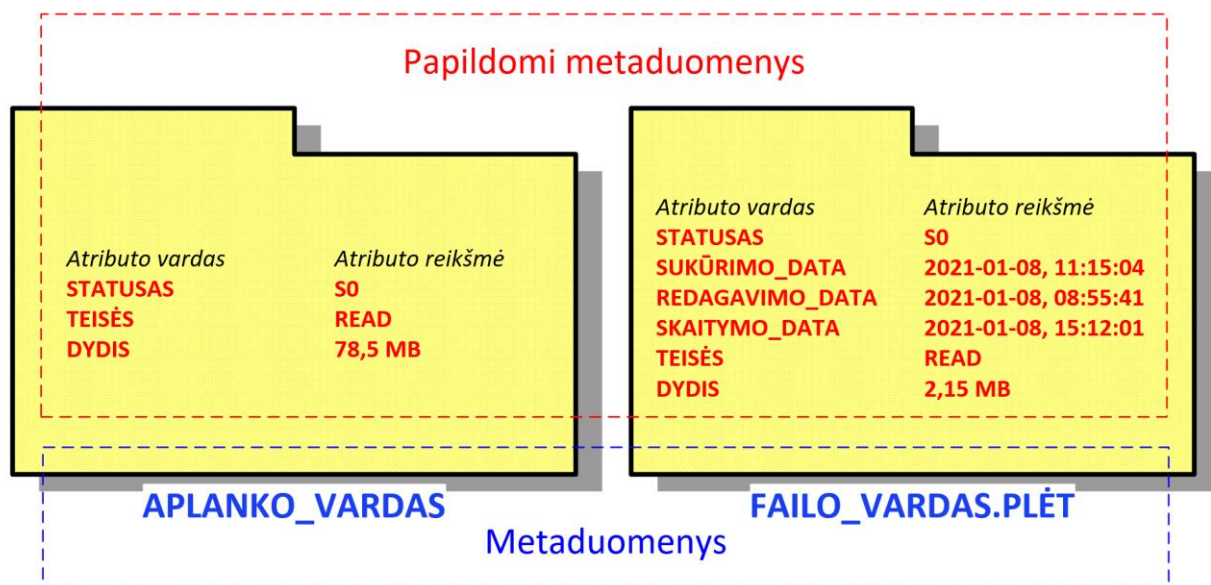 Papildomi metaduomenys
Atributo vardas Atributo reikšmė
STATUSAS S0
TEISĖS READ
DYDIS 78,5 MB
Atributo vardas Atributo reikšmė
STATUSAS S0
SUKŪRIMO_DATA 2021-01-08, 11:15:04
REDAGAVIMO_DATA 2021-01-08, 08:55:41
SKAITYMO_DATA 2021-01-08, 15:12:01
TEISĖS READ
DYDIS 2,15 MB
APLANKO_VARDAS
FAILO_VARDAS.PLĖT
Metaduomenys